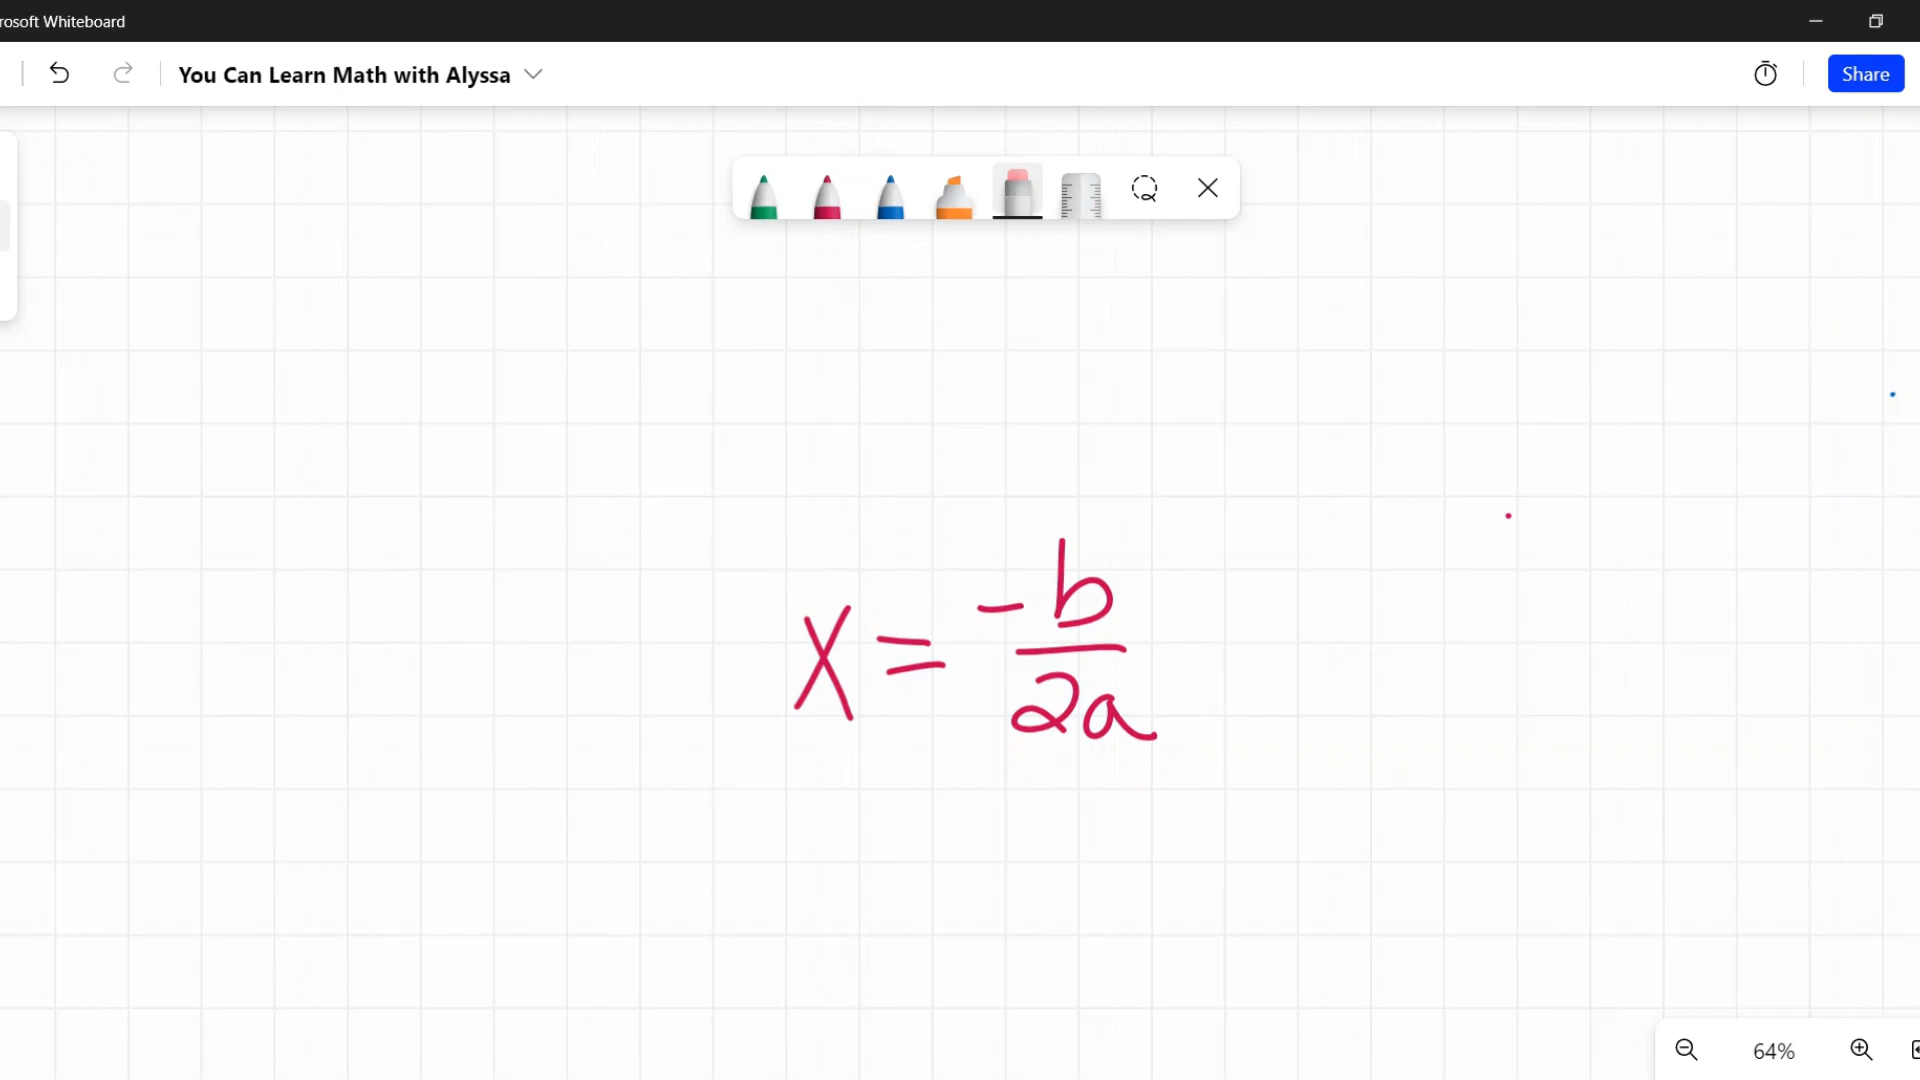 rosoft Whiteboard
You Can Learn Math with Alyssa
Share
x = -b
2a
64%